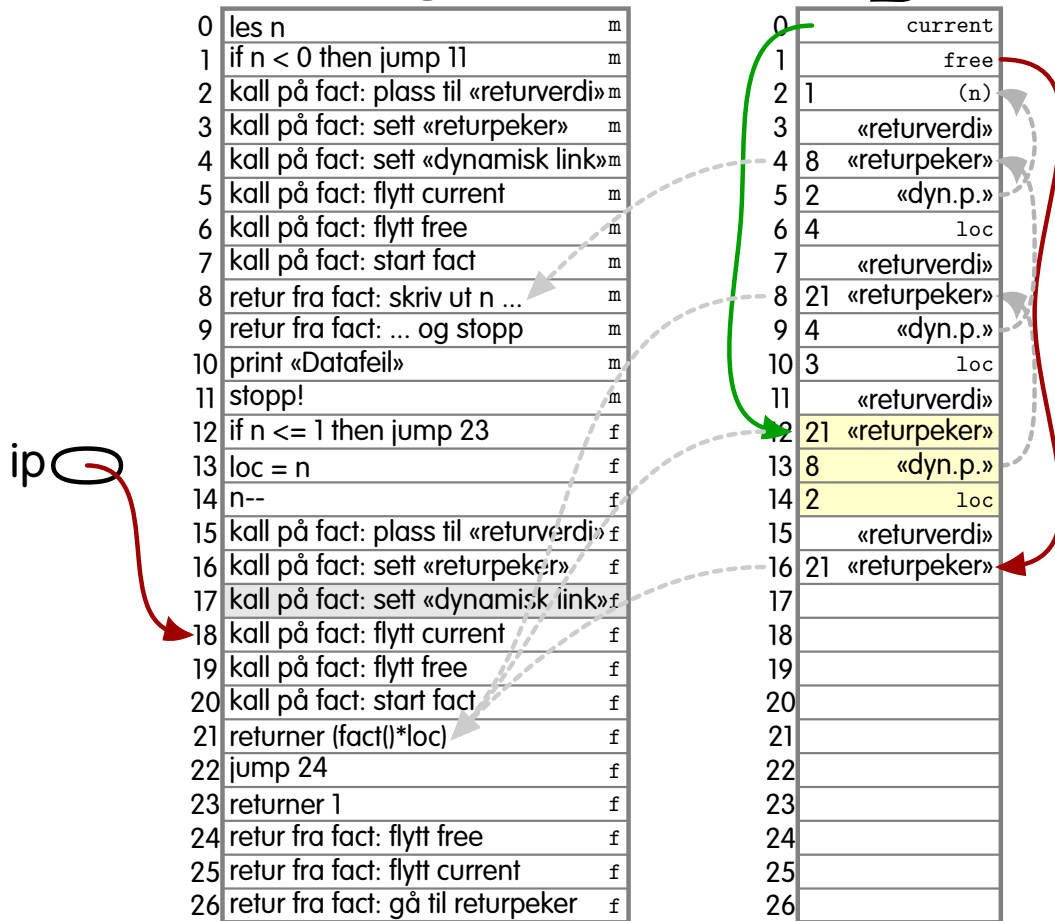 0 les n m
1 if n < 0 then jump 11 m
2 kall på fact: plass til «returverdi» m
3 kall på fact: sett «returpeker» m
4 kall på fact: sett «dynamisk link» m
5 kall på fact: flytt current m
6 kall på fact: flytt free m
7 kall på fact: start fact m
8 retur fra fact: skriv ut n ... m
9 retur fra fact: ... og stopp m
10 print «Datafeil» m
11 stopp! m
12 if n <= 1 then jump 23 f
13 loc = n f
14 n-- f
15 kall på fact: plass til «returverdi» f
16 kall på fact: sett «returpeker» f
17 kall på fact: sett «dynamisk link» f
18 kall på fact: flytt current f
19 kall på fact: flytt free f
20 kall på fact: start fact f
21 returner (fact()*loc) f
22 jump 24 f
23 returner 1 f
24 retur fra fact: flytt free f
25 retur fra fact: flytt current f
26 retur fra fact: gå til returpeker f
ip
0 current
1 free
2 1 (n)
3 «returverdi»
4 8 «returpeker»
5 2 «dyn.p.»
6 4 loc
7 «returverdi»
8 21 «returpeker»
9 4 «dyn.p.»
10 3 loc
11 «returverdi»
12 21 «returpeker»
13 8 «dyn.p.»
14 2 loc
15 «returverdi»
16 21 «returpeker»
17
18
19
20
21
22
23
24
25
26